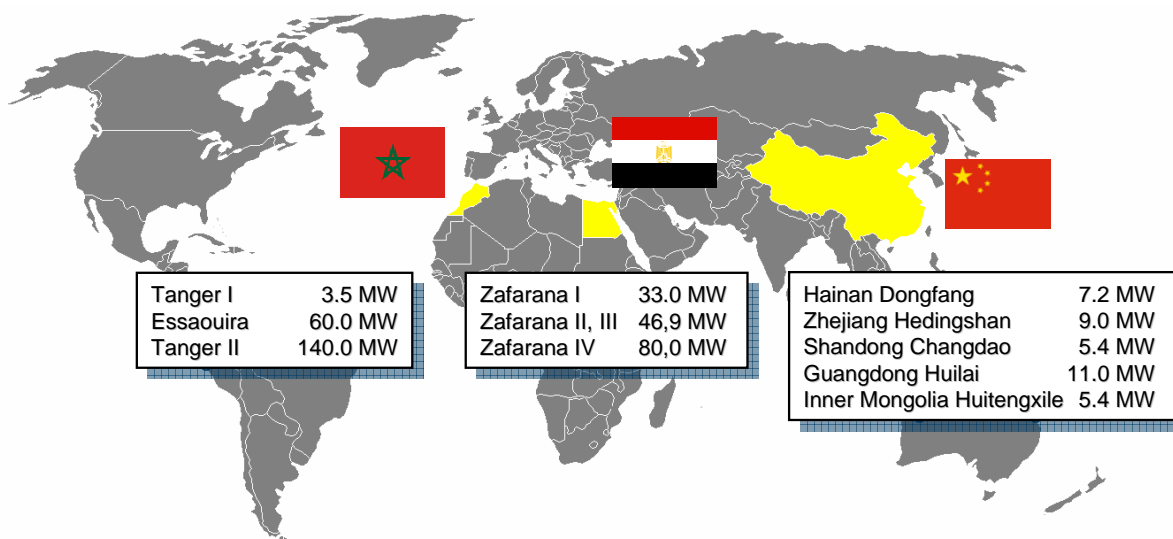 Tanger I 3.5 MW
Essaouira 60.0 MW
Tanger II 140.0 MW
Zafarana I 33.0 MW
Zafarana II, III 46,9 MW
Zafarana IV 80,0 MW
Hainan Dongfang 7.2 MW
Zhejiang Hedingshan 9.0 MW
Shandong Changdao 5.4 MW
Guangdong Huilai 11.0 MW
Inner Mongolia Huitengxile 5.4 MW